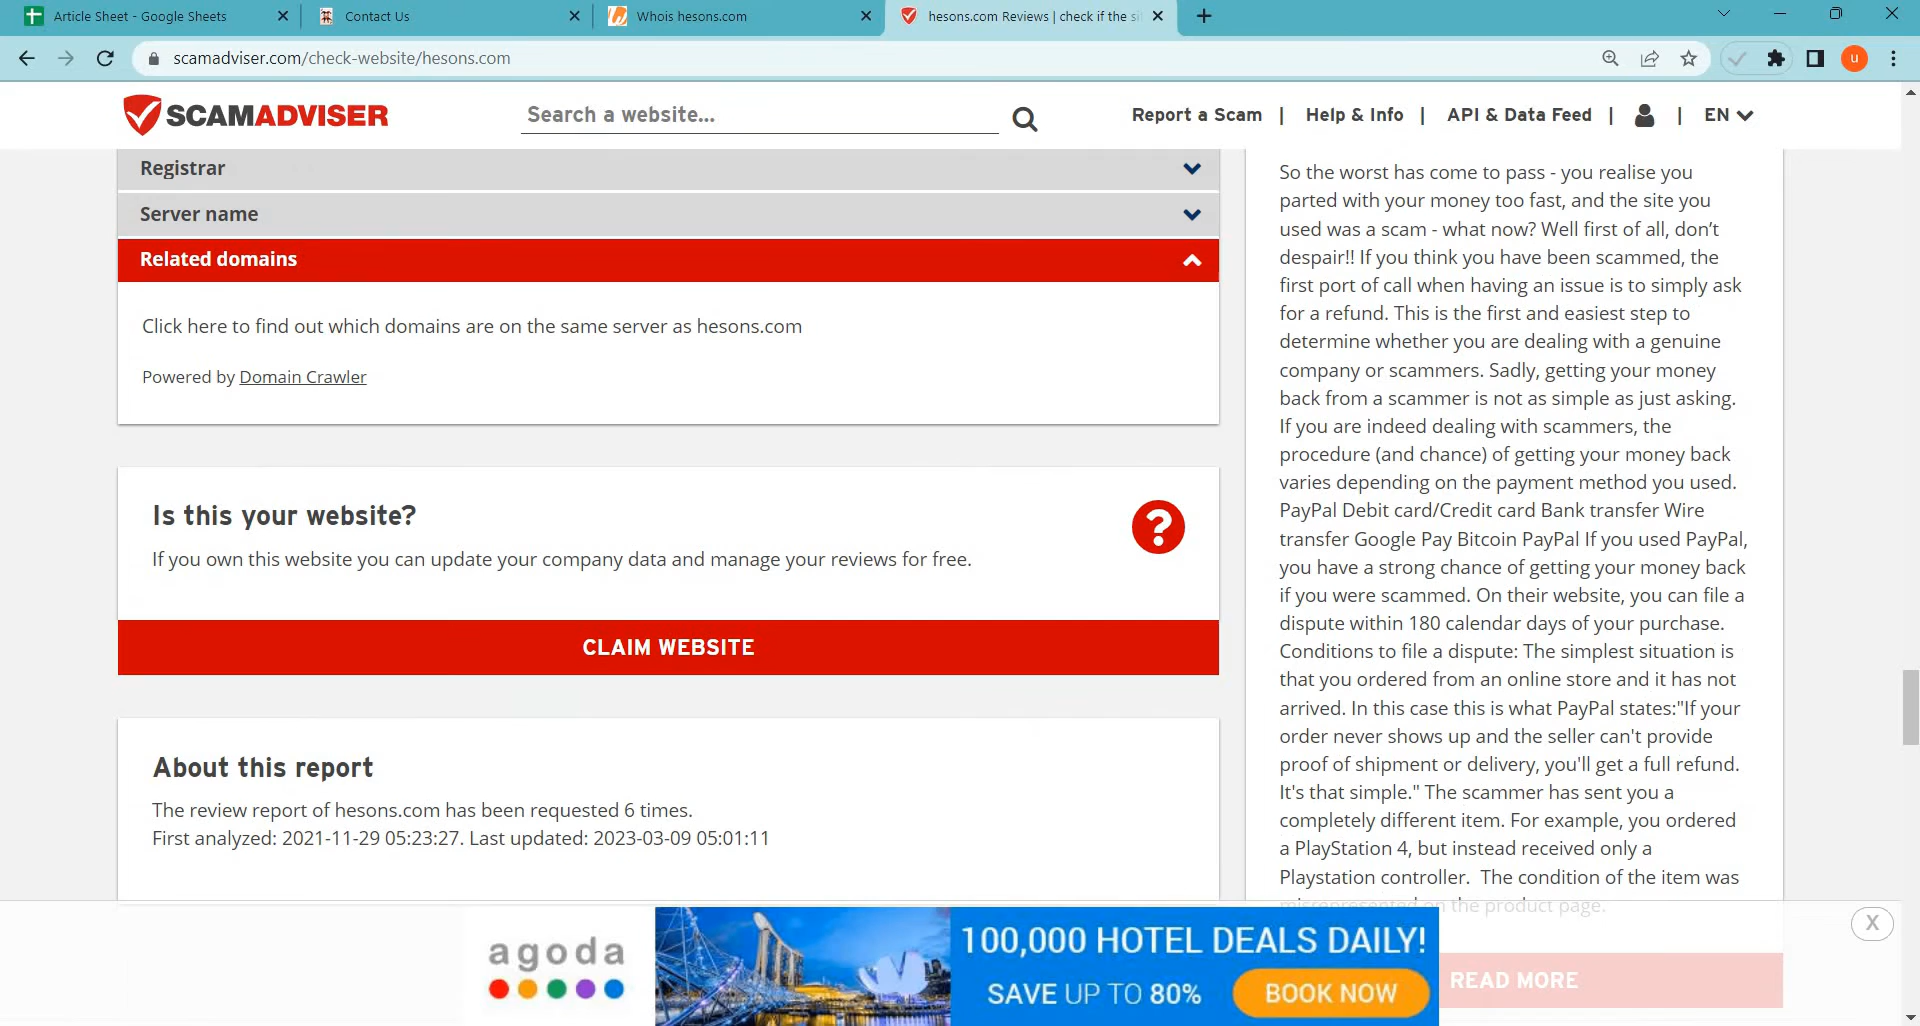 Article Sheet - Google Sheets
Contact Us
Whois hesons.com
hesons.com Reviews | check if the si
scamadviser.com/check-website/hesons.com
u
SCAMADVISER
Search a website...
Report a Scam | Help & Info | API & Data Feed | | EN
Registrar
Server name
Related domains
Click here to find out which domains are on the same server as hesons.com
Powered by Domain Crawler
Is this your website?
If you own this website you can update your company data and manage your reviews for free.
?
CLAIM WEBSITE
About this report
The review report of hesons.com has been requested 6 times.
First analyzed: 2021-11-29 05:23:27. Last updated: 2023-03-09 05:01:11
So the worst has come to pass - you realise you
parted with your money too fast, and the site you
used was a scam - what now? Well first of all, don’t
despair!! If you think you have been scammed, the
first port of call when having an issue is to simply ask
for a refund. This is the first and easiest step to
determine whether you are dealing with a genuine
company or scammers. Sadly, getting your money
back from a scammer is not as simple as just asking.
If you are indeed dealing with scammers, the
procedure (and chance) of getting your money back
varies depending on the payment method you used.
PayPal Debit card/Credit card Bank transfer Wire
transfer Google Pay Bitcoin PayPal If you used PayPal,
you have a strong chance of getting your money back
if you were scammed. On their website, you can file a
dispute within 180 calendar days of your purchase.
Conditions to file a dispute: The simplest situation is
that you ordered from an online store and it has not
arrived. In this case this is what PayPal states:"If your
order never shows up and the seller can't provide
proof of shipment or delivery, you'll get a full refund.
It's that simple." The scammer has sent you a
completely different item. For example, you ordered
a PlayStation 4, but instead received only a
Playstation controller.  The condition of the item was
misrepresented on the product page.
READ MORE
X
agoda
100,000 HOTEL DEALS DAILY!
SAVE UP TO 80%
BOOK NOW